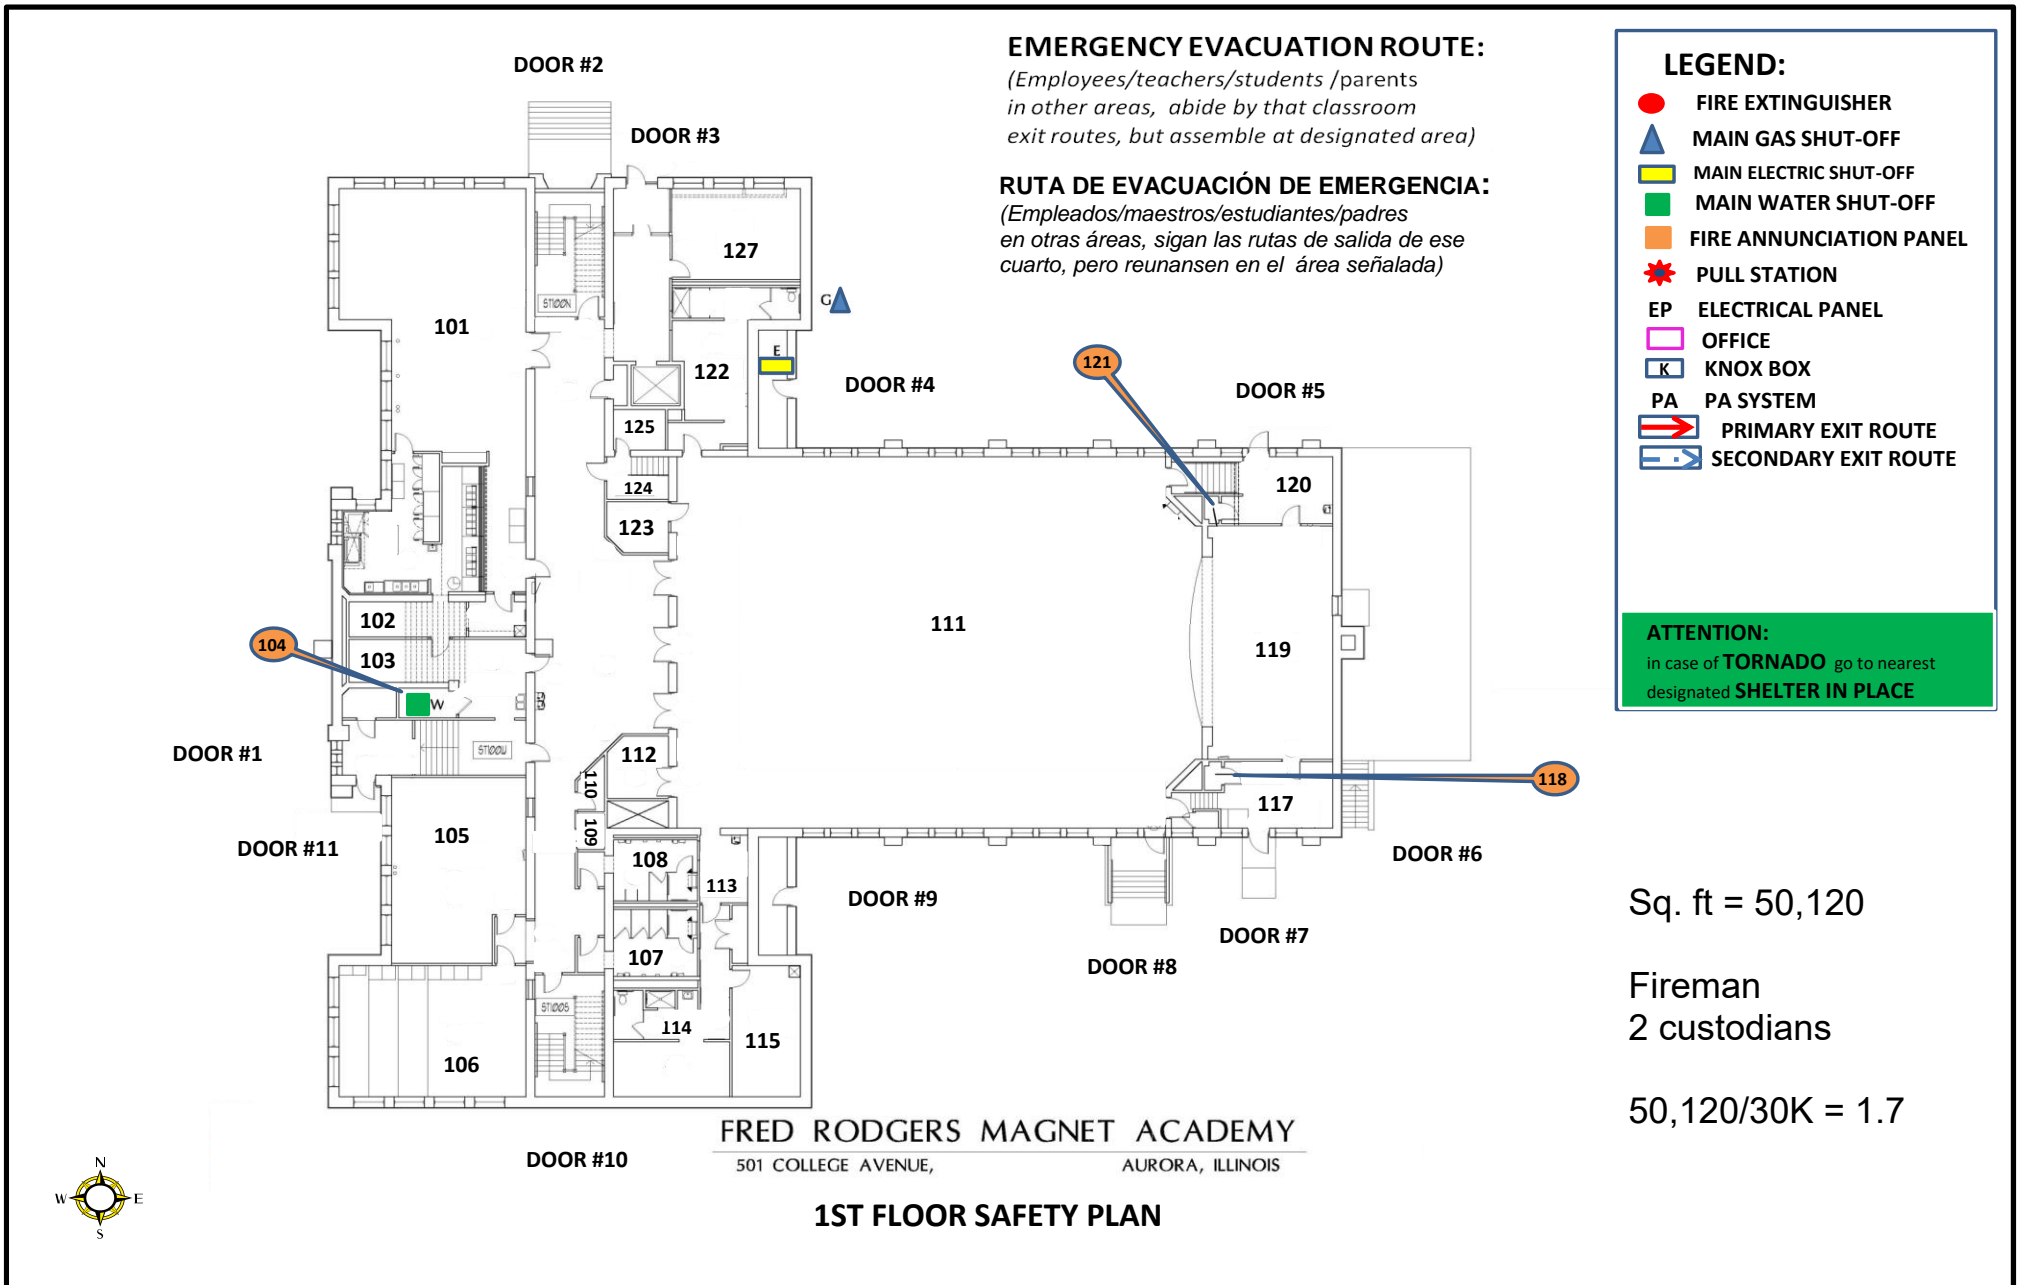 DOOR #2
DOOR #3
EMERGENCY EVACUATION ROUTE:
(Employees/teachers/students /parents
in other areas, abide by that classroom
exit routes, but assemble at designated area)
RUTA DE EVACUACIÓN DE EMERGENCIA:
(Empleados/maestros/estudiantes/padres
en otras áreas, sigan las rutas de salida de ese
cuarto, pero reunansen en el área señalada)
LEGEND:
FIRE EXTINGUISHER
MAIN GAS SHUT-OFF
MAIN ELECTRIC SHUT-OFF
MAIN WATER SHUT-OFF
FIRE ANNUNCIATION PANEL
PULL STATION
EP ELECTRICAL PANEL
OFFICE
K KNOX BOX
PA PA SYSTEM
PRIMARY EXIT ROUTE
SECONDARY EXIT ROUTE
ATTENTION:
in case of TORNADO go to nearest
designated SHELTER IN PLACE
127
ST100N
G
101
E
122
DOOR #4
121
DOOR #5
125
124
120
123
102
104
103
111
119
W
DOOR #1
ST100W
112
110
118
117
105
109
DOOR #11
108
DOOR #6
113
DOOR #9
DOOR #7
107
DOOR #8
ST100S
114
115
106
Sq. ft = 50,120
Fireman
2 custodians
50,120/30K = 1.7
FRED RODGERS MAGNET ACADEMY
501 COLLEGE AVENUE, AURORA, ILLINOIS
DOOR #10
1ST FLOOR SAFETY PLAN
N
W E
S